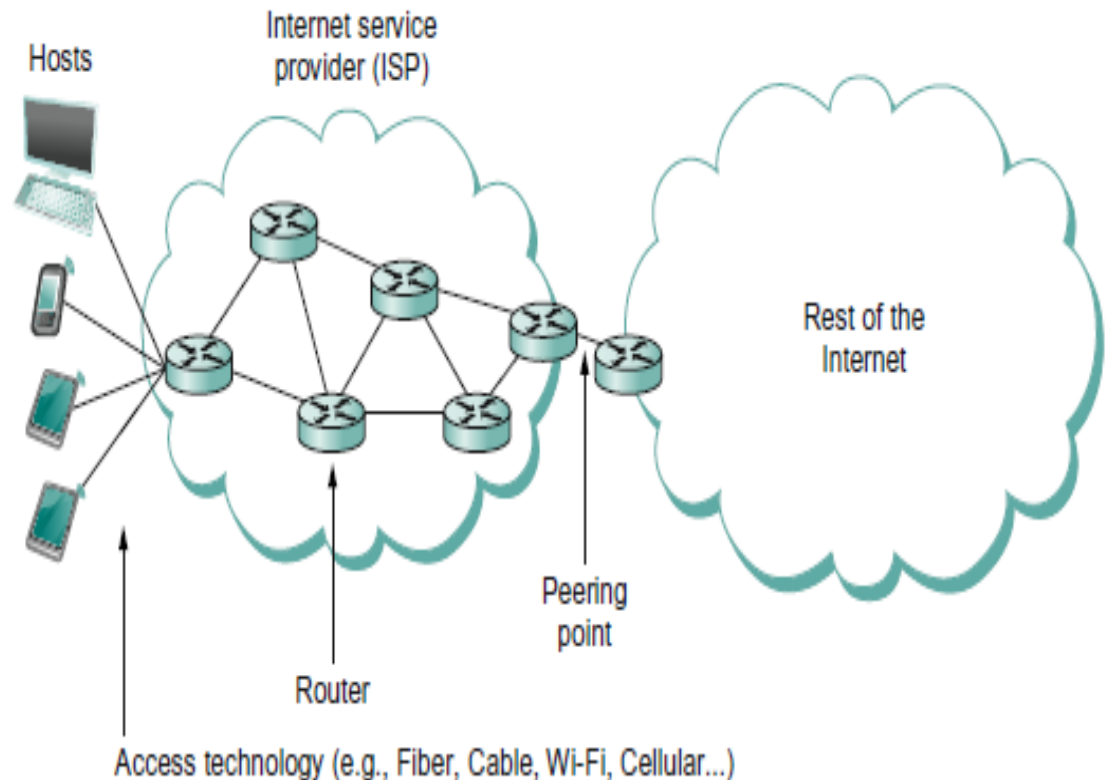 Hosts
Internet service
provider (ISP)
Rest of the
Internet
Peering
point
Router
Access technology (e.g., Fiber, Cable, Wi-Fi, Cellular...)